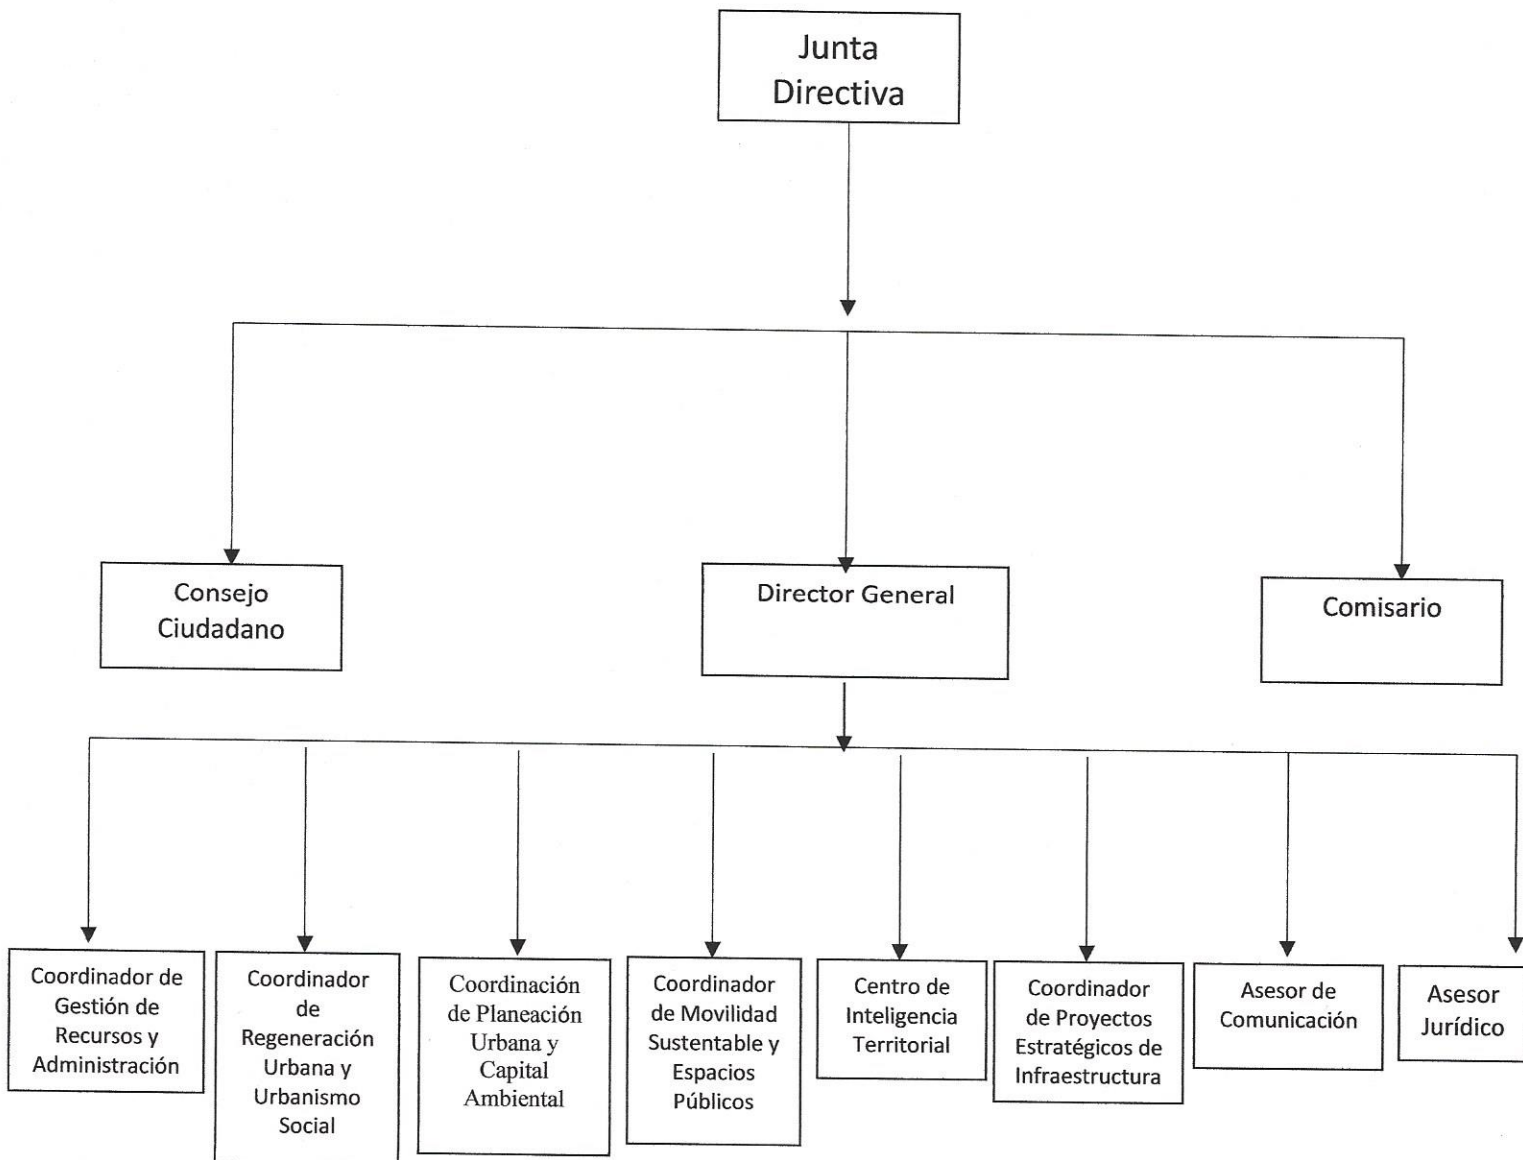 Junta
Directiva
Consejo
Ciudadano
Director General
Comisario
Coordinador de
Gestión de
Recursos y
Administración
Coordinador
de
Regeneración
Urbana y
Urbanismo
Social
Coordinación
de Planeación
Urbana y
Capital
Ambiental
Coordinador
de Movilidad
Sustentable y
Espacios
Públicos
Centro de
Inteligencia
Territorial
Coordinador
de Proyectos
Estratégicos de
Infraestructura
Asesor de
Comunicación
Asesor
Jurídico